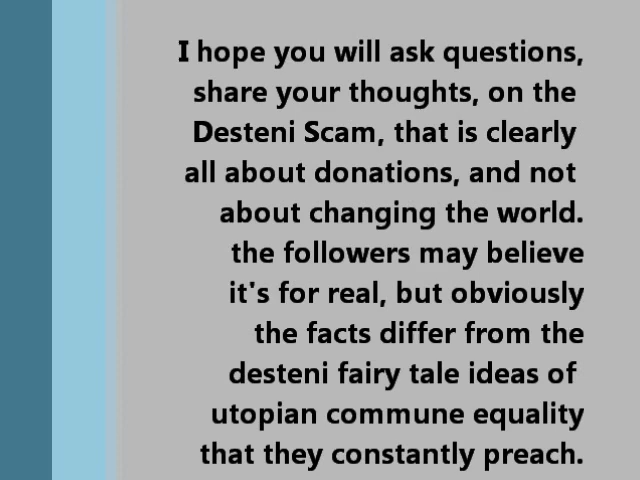 I hope you will ask questions,
share your thoughts, on the
Desteni Scam, that is clearly
all about donations, and not
about changing the world.
the followers may believe
it's for real, but obviously
the facts differ from the
desteni fairy tale ideas of
utopian commune equality
that they constantly preach.